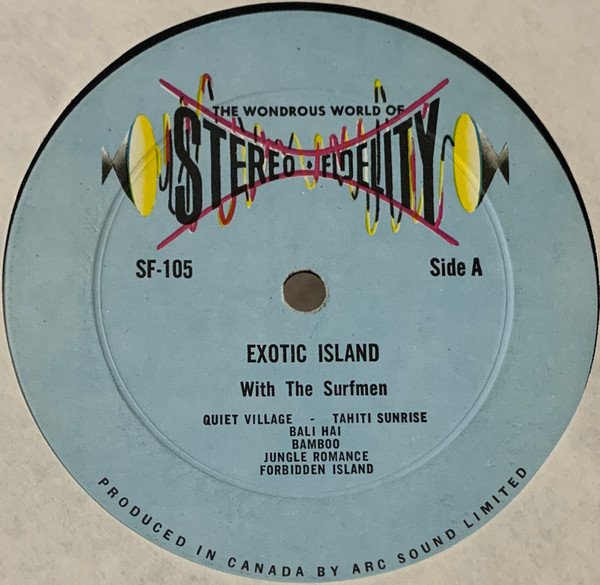 THE WONDROUS WORLD OF
STEREO • FIDELITY
SF-105
Side A
EXOTIC ISLAND
With The Surfmen
QUIET VILLAGE - TAHITI SUNRISE
BALI HAI
BAMBOO
JUNGLE ROMANCE
FORBIDDEN ISLAND
PRODUCED IN CANADA BY ARC SOUND LIMITED